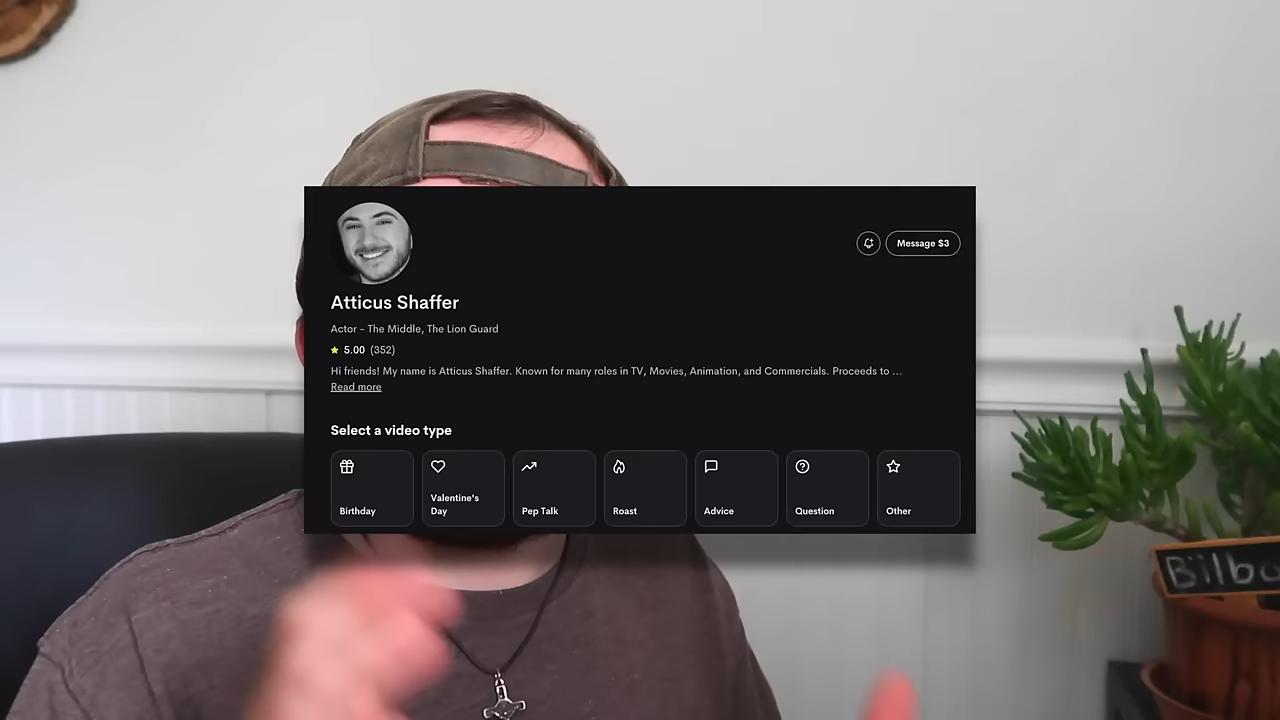 Message $3
Atticus Shaffer
Actor - The Middle, The Lion Guard
5.00 (352)
Hi friends! My name is Atticus Shaffer. Known for many roles in TV, Movies, Animation, and Commercials. Proceeds to ...
Read more
Select a video type
Birthday
Valentine's
Day
Pep Talk
Roast
Advice
Question
Other
Bilbo